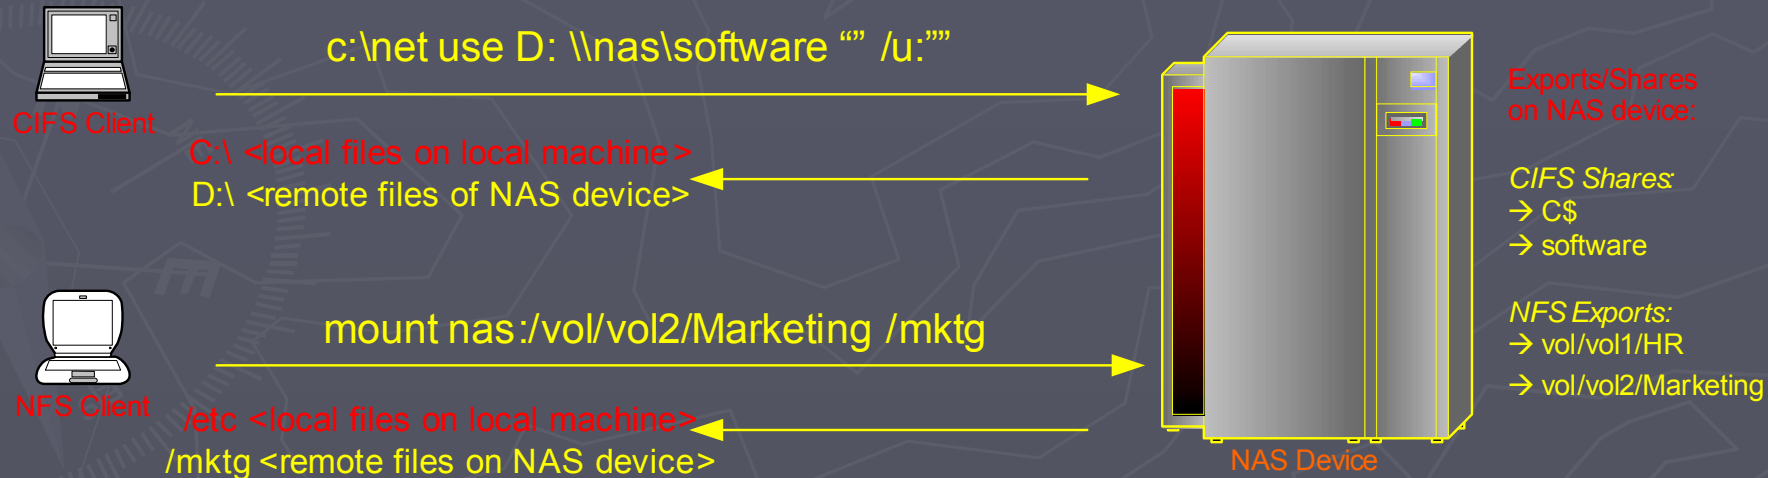 c:\net use D: \\nas\software “” /u:””
CIFS Client
C:\ <local files on local machine>
D:\ <remote files of NAS device>
mount nas:/vol/vol2/Marketing /mktg
NFS Client
/etc <local files on local machine>
/mktg <remote files on NAS device>
NAS Device
Exports/Shares
on NAS device:
CIFS Shares:
→ C$
→ software
NFS Exports:
→ vol/vol1/HR
→ vol/vol2/Marketing